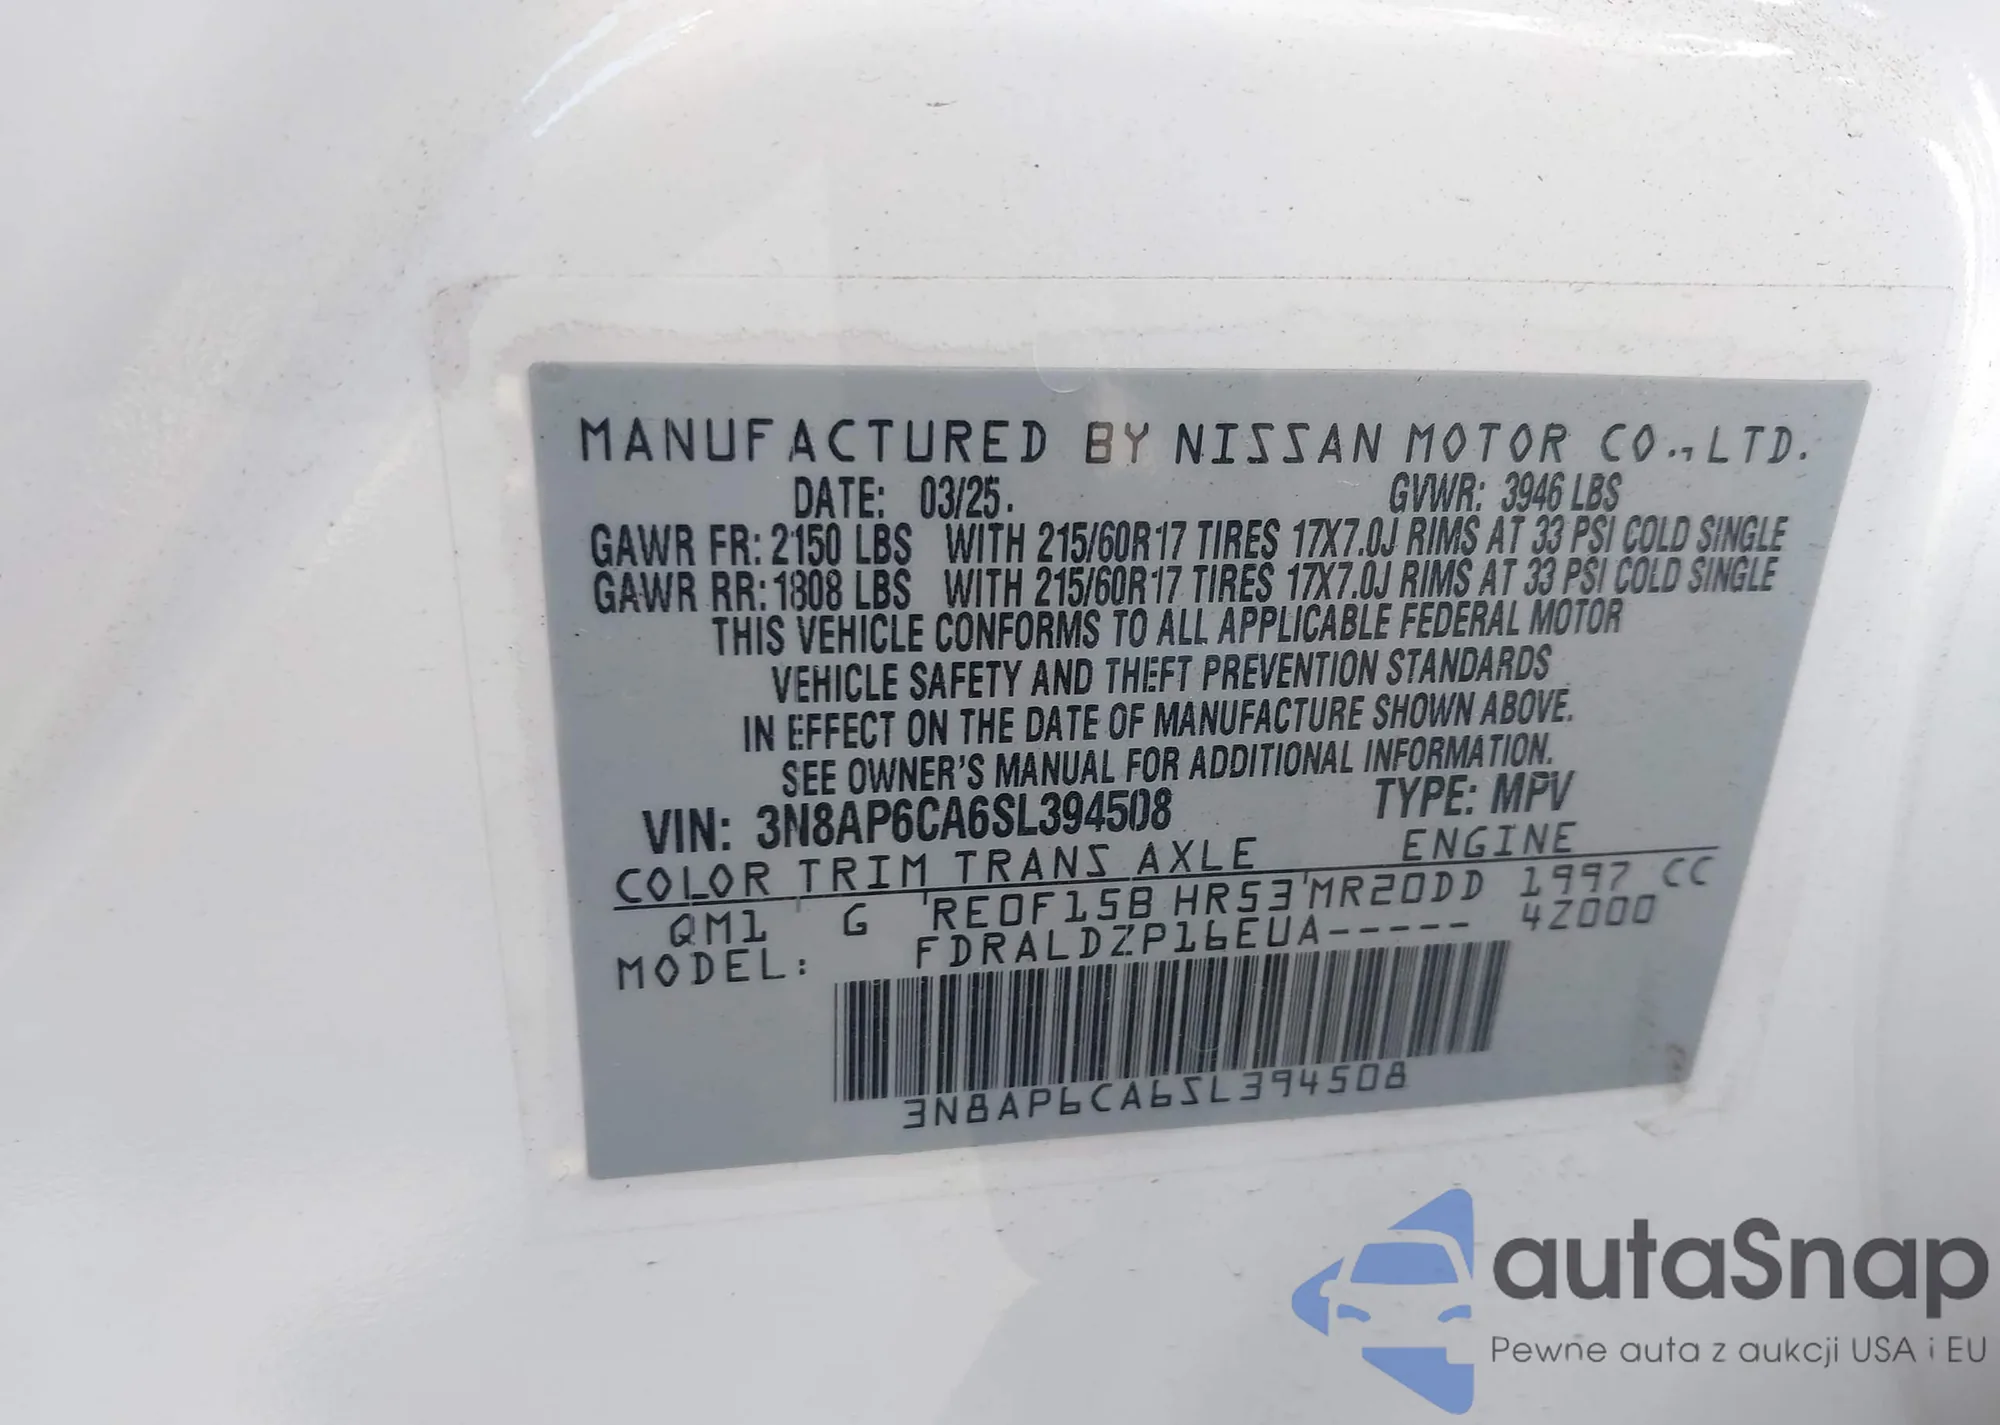 MANUFACTURED BY NISSAN MOTOR CO., LTD.
DATE: 03/25. GVWR: 3946 LBS
GAWR FR: 2150 LBS WITH 215/60R17 TIRES 17X7.0J RIMS AT 33 PSI COLD SINGLE
GAWR RR: 1808 LBS WITH 215/60R17 TIRES 17X7.0J RIMS AT 33 PSI COLD SINGLE
THIS VEHICLE CONFORMS TO ALL APPLICABLE FEDERAL MOTOR
VEHICLE SAFETY AND THEFT PREVENTION STANDARDS
IN EFFECT ON THE DATE OF MANUFACTURE SHOWN ABOVE.
SEE OWNER'S MANUAL FOR ADDITIONAL INFORMATION.
VIN: 3N8AP6CA6SL394508 TYPE: MPV
COLOR TRIM TRANS AXLE ENGINE
QM1 G RE0F15B HR53 MR20DD 1997 CC
MODEL: FDRALDZP16EUA----- 4Z000
3N8AP6CA6SL394508
autaSnap
Pewne auta z aukcji USA i EU